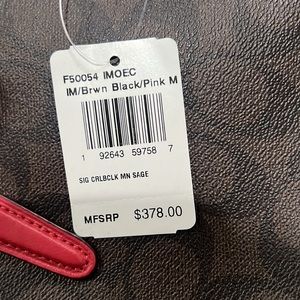 F50054 IMOEC
IM/Brwn Black/Pink M
1 92643 59758 7
SIG CRLBCLK MN SAGE
MFSRP $378.00